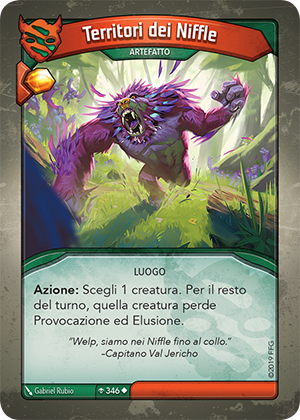 Territori dei Niffle
ARTEFATTO
LUOGO
Azione: Scegli 1 creatura. Per il resto
del turno, quella creatura perde
Provocazione ed Elusione.
“Welp, siamo nei Niffle fino al collo.”
–Capitano Val Jericho
Gabriel Rubio
346
©2019 FFG